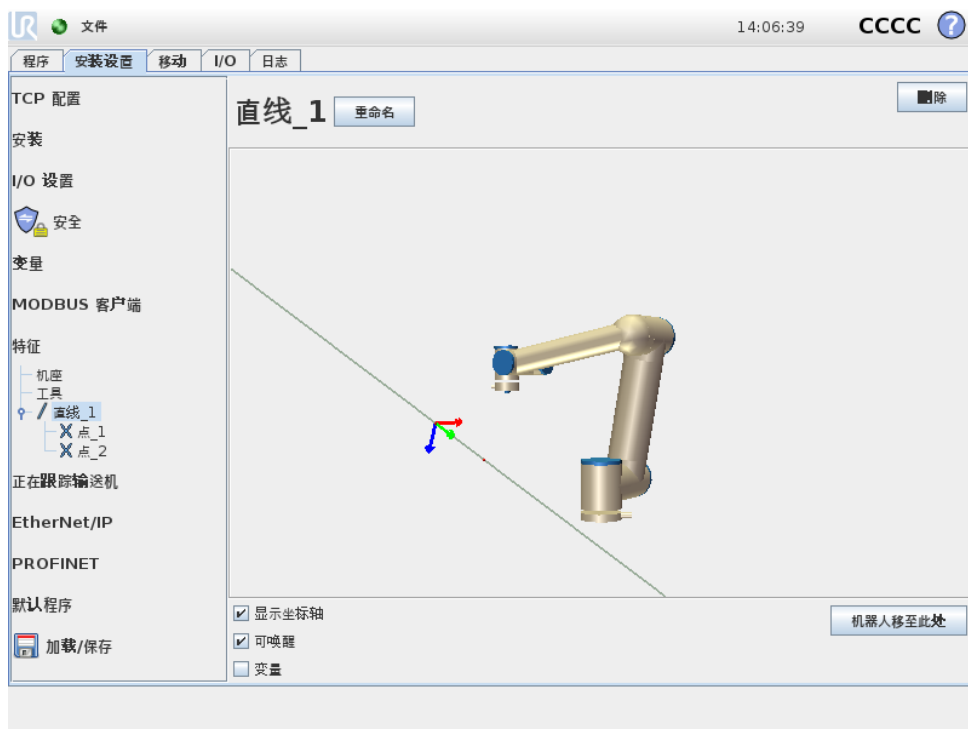 UR 文件 14:06:39 CCCC ?
程序 安装设置 移动 I/O 日志
TCP 配置
安装
I/O 设置
安全
变量
MODBUS 客户端
特征
机座
工具
直线_1
点_1
点_2
正在跟踪输送机
EtherNet/IP
PROFINET
默认程序
加载/保存
直线_1 重命名 删除
显示坐标轴
可唤醒
变量
机器人移至此处